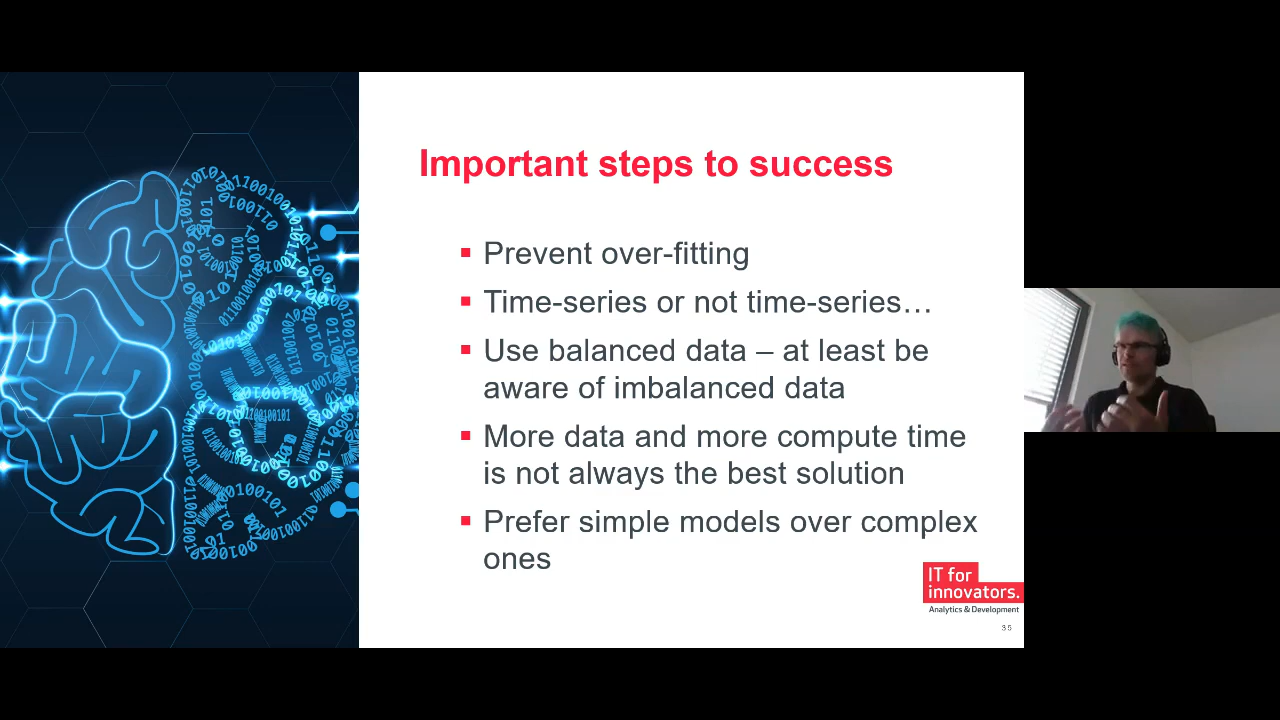 Important steps to success
Prevent over-fitting
Time-series or not time-series…
Use balanced data – at least be
aware of imbalanced data
More data and more compute time
is not always the best solution
Prefer simple models over complex
ones
IT for
innovators.
Analytics & Development
35